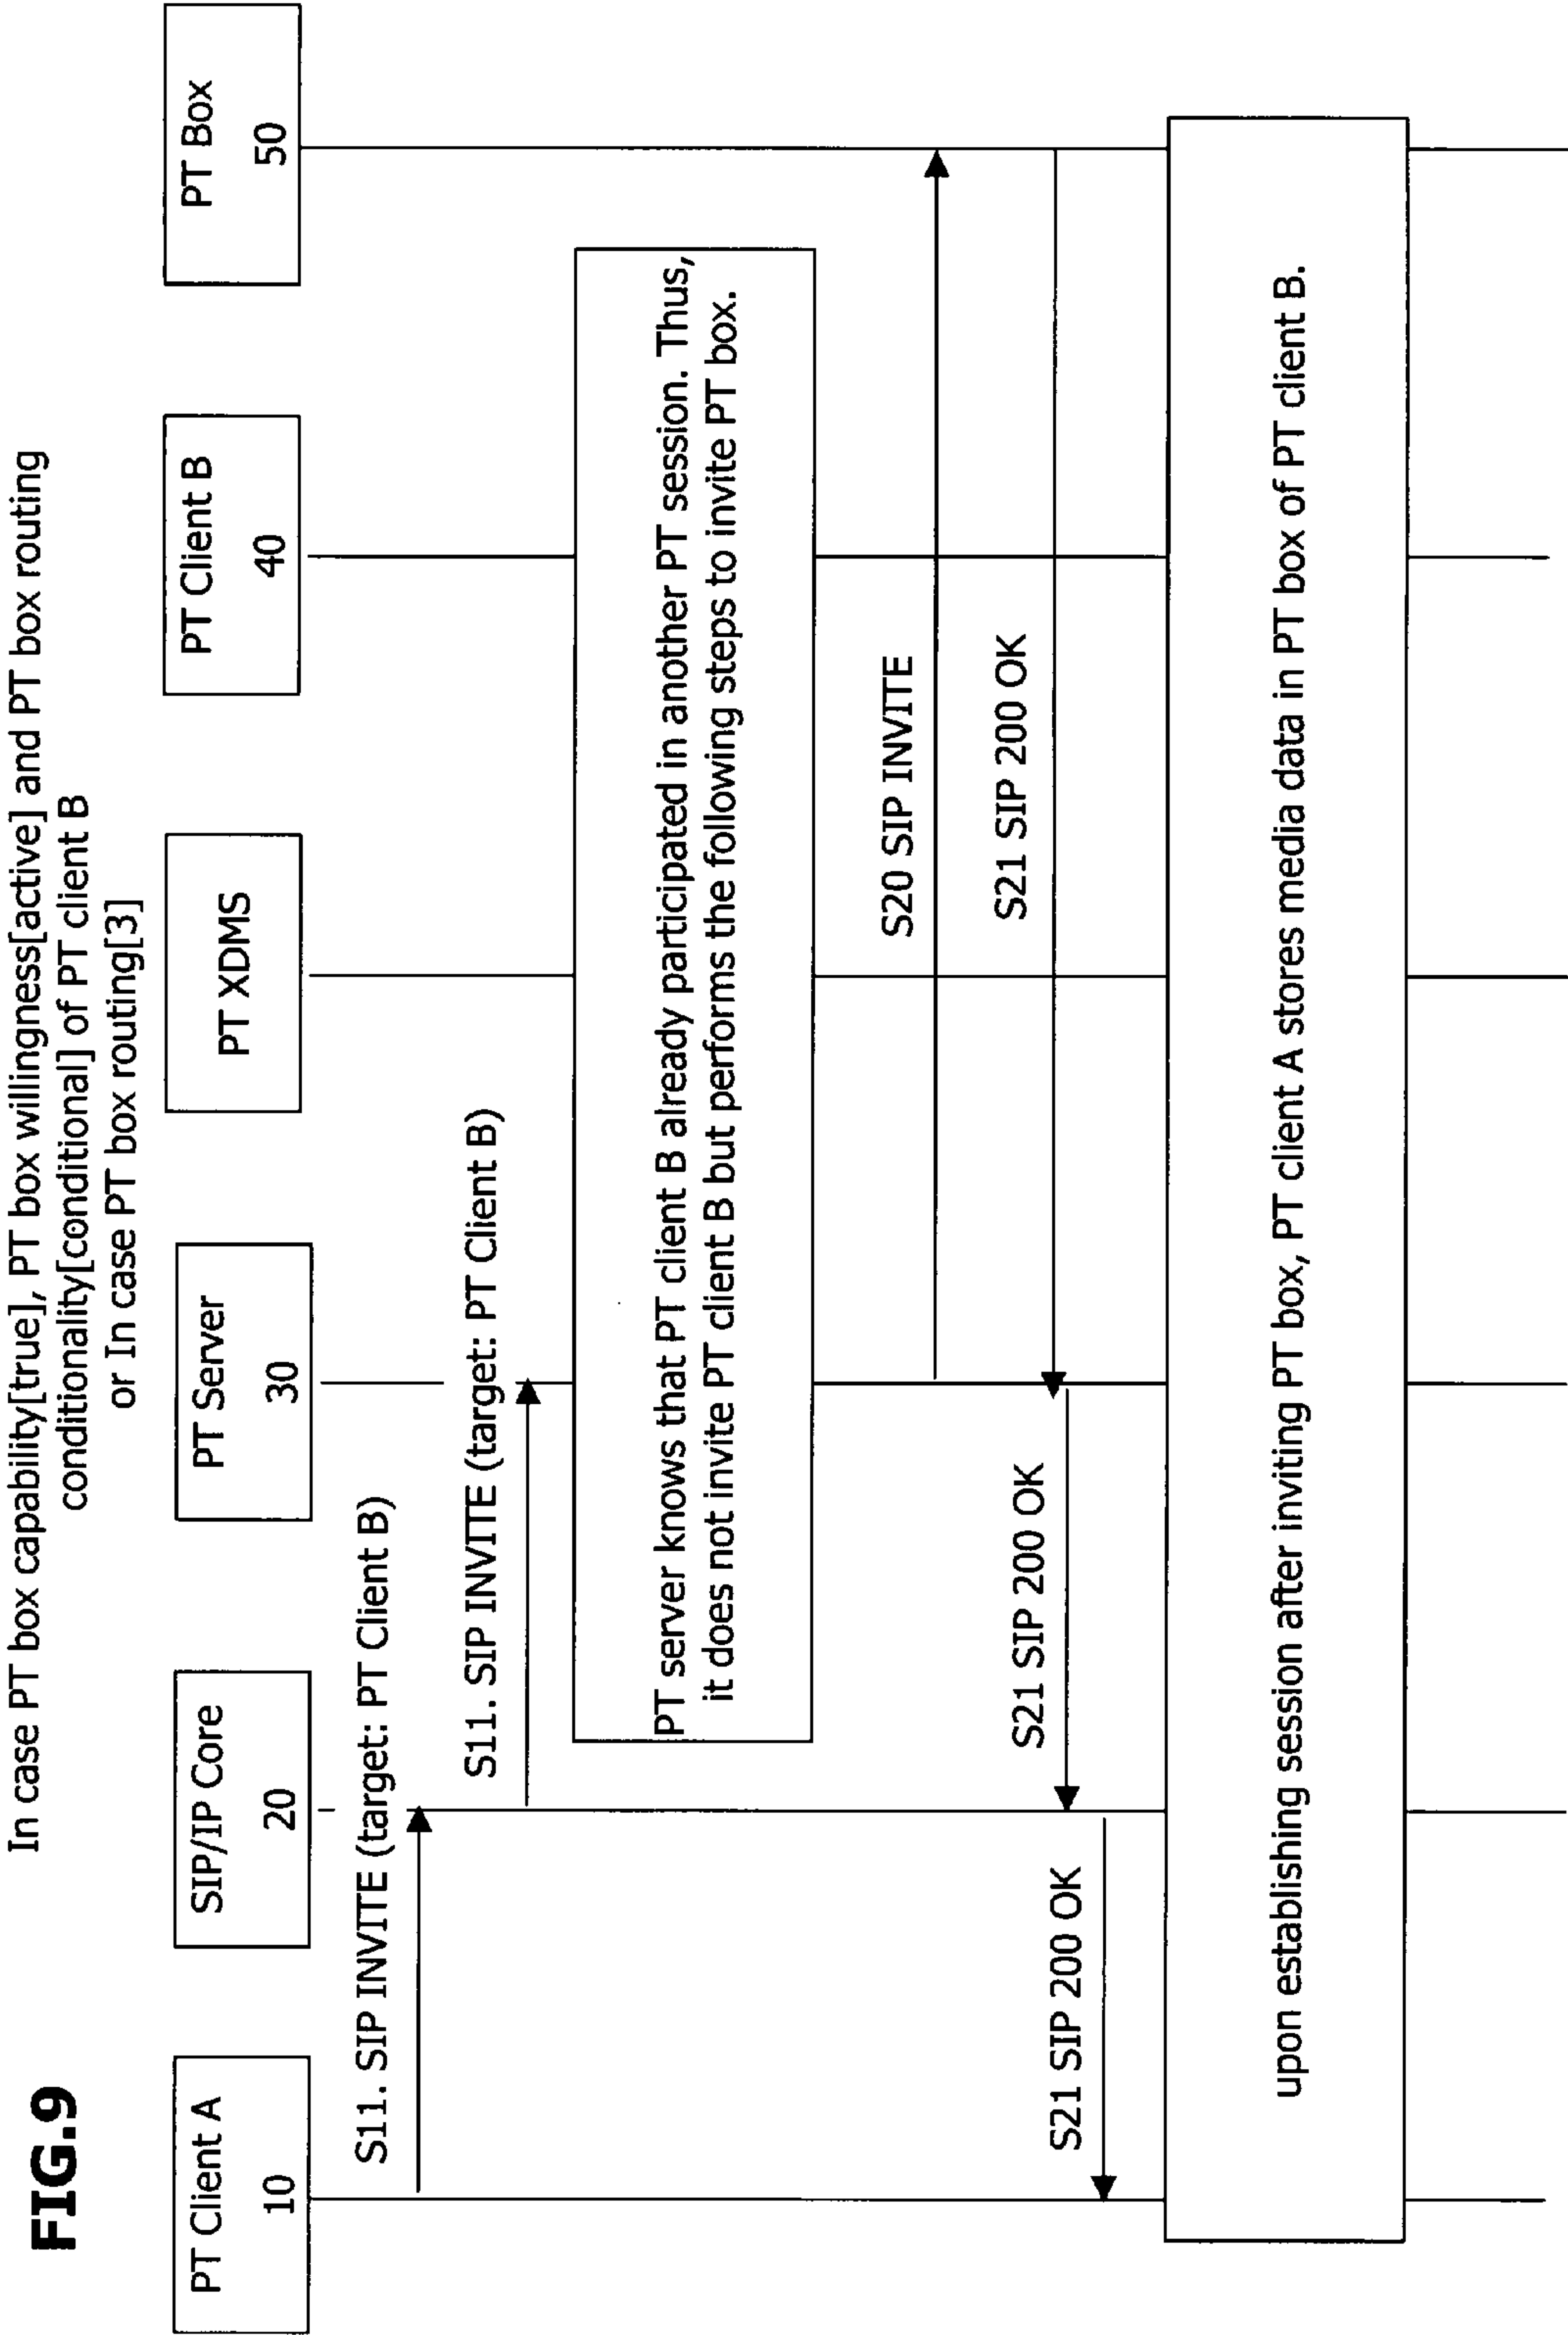 FIG.9
In case PT box capability[true], PT box willingness[active] and PT box routing
conditionality[conditional] of PT client B
or In case PT box routing[3]
PT Client A
10
SIP/IP Core
20
PT Server
30
PT XDMS
PT Client B
40
PT Box
50
S11. SIP INVITE (target: PT Client B)
S11. SIP INVITE (target: PT Client B)
PT server knows that PT client B already participated in another PT session. Thus,
it does not invite PT client B but performs the following steps to invite PT box.
S20 SIP INVITE
S21 SIP 200 OK
S21 SIP 200 OK
S21 SIP 200 OK
upon establishing session after inviting PT box, PT client A stores media data in PT box of PT client B.